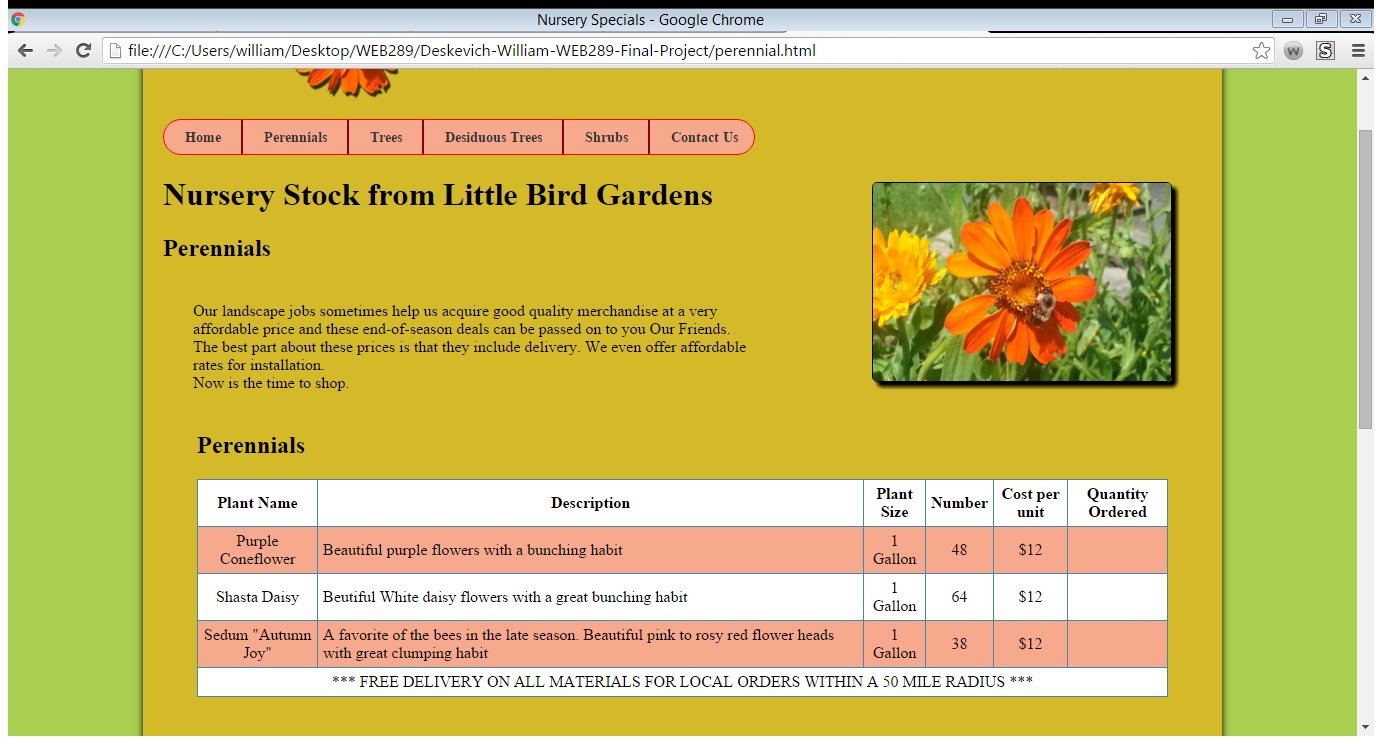 Nursery Specials - Google Chrome
file:///C:/Users/william/Desktop/WEB289/Deskevich-William-WEB289-Final-Project/perennial.html
Home Perennials Trees Desiduous Trees Shrubs Contact Us
Nursery Stock from Little Bird Gardens
Perennials
Our landscape jobs sometimes help us acquire good quality merchandise at a very
affordable price and these end-of-season deals can be passed on to you Our Friends.
The best part about these prices is that they include delivery. We even offer affordable
rates for installation.
Now is the time to shop.
Perennials
Plant Name Description Plant Size Number Cost per unit Quantity Ordered
Purple Coneflower Beautiful purple flowers with a bunching habit 1 Gallon 48 $12
Shasta Daisy Beutiful White daisy flowers with a great bunching habit 1 Gallon 64 $12
Sedum "Autumn Joy" A favorite of the bees in the late season. Beautiful pink to rosy red flower heads with great clumping habit 1 Gallon 38 $12
*** FREE DELIVERY ON ALL MATERIALS FOR LOCAL ORDERS WITHIN A 50 MILE RADIUS ***